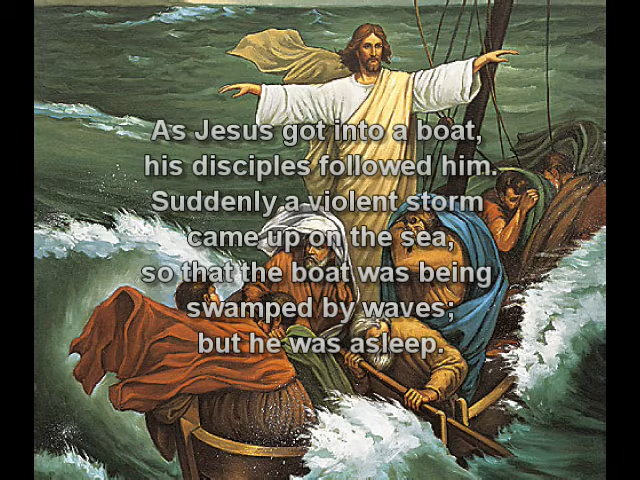 As Jesus got into a boat,
his disciples followed him.
Suddenly a violent storm
came up on the sea,
so that the boat was being
swamped by waves;
but he was asleep.